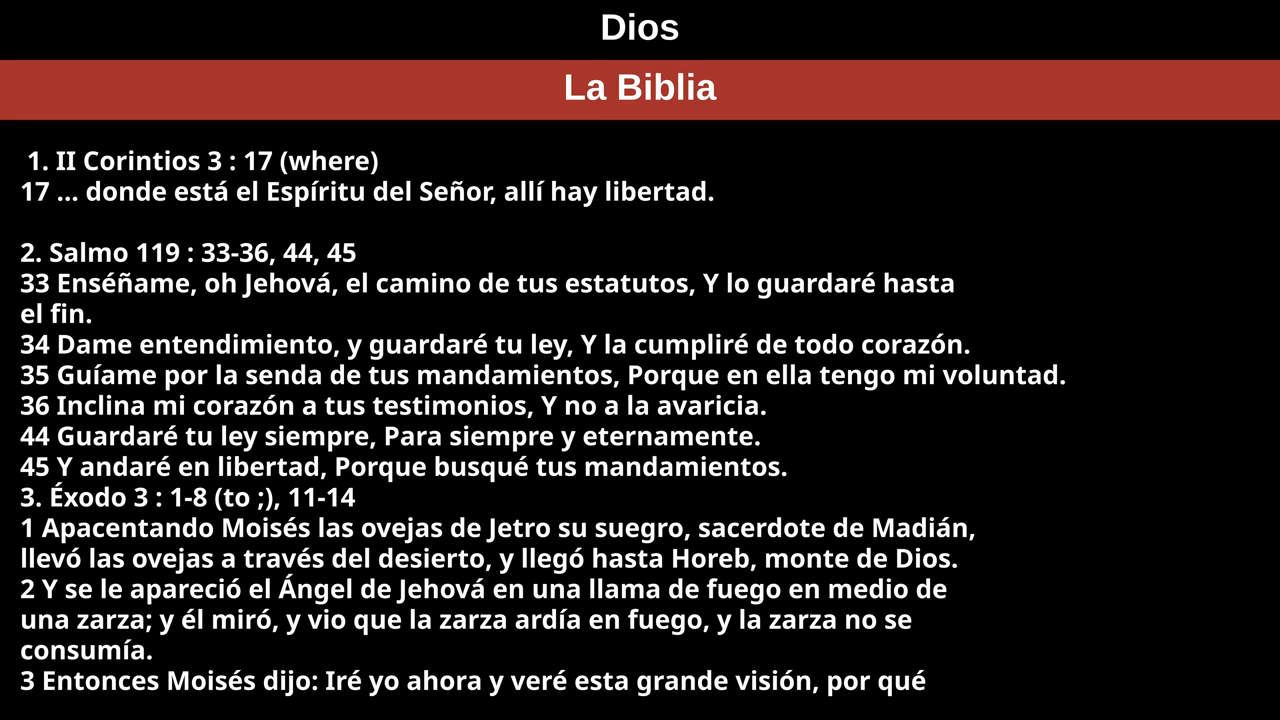 Dios
La Biblia
1. II Corintios 3 : 17 (where)
17 ... donde está el Espíritu del Señor, allí hay libertad.
2. Salmo 119 : 33-36, 44, 45
33 Enséñame, oh Jehová, el camino de tus estatutos, Y lo guardaré hasta
el fin.
34 Dame entendimiento, y guardaré tu ley, Y la cumpliré de todo corazón.
35 Guíame por la senda de tus mandamientos, Porque en ella tengo mi voluntad.
36 Inclina mi corazón a tus testimonios, Y no a la avaricia.
44 Guardaré tu ley siempre, Para siempre y eternamente.
45 Y andaré en libertad, Porque busqué tus mandamientos.
3. Éxodo 3 : 1-8 (to ;), 11-14
1 Apacentando Moisés las ovejas de Jetro su suegro, sacerdote de Madián,
llevó las ovejas a través del desierto, y llegó hasta Horeb, monte de Dios.
2 Y se le apareció el Ángel de Jehová en una llama de fuego en medio de
una zarza; y él miró, y vio que la zarza ardía en fuego, y la zarza no se
consumía.
3 Entonces Moisés dijo: Iré yo ahora y veré esta grande visión, por qué